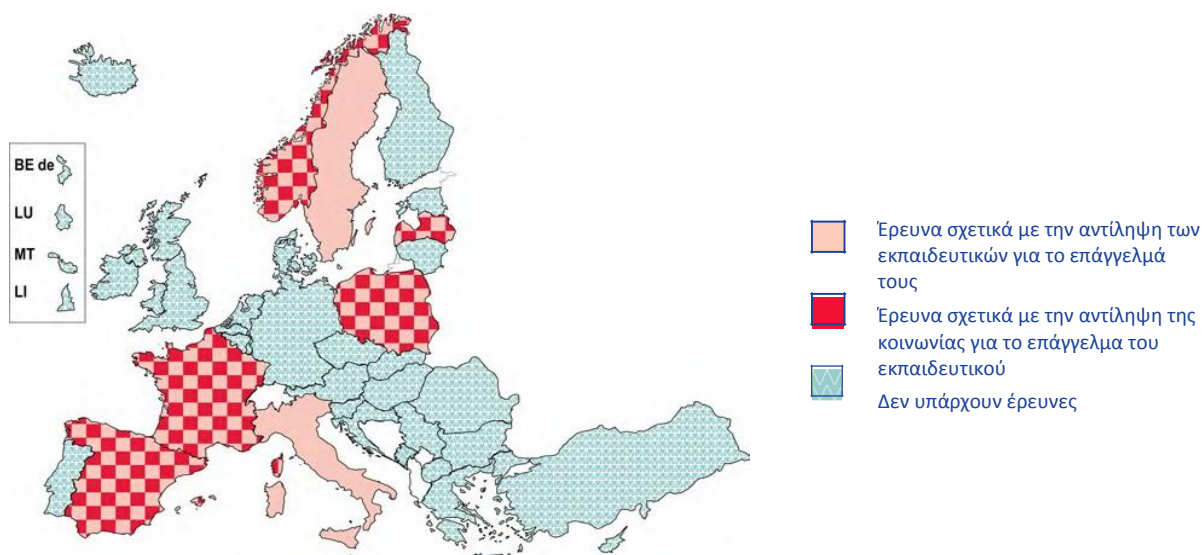 BE de
LU
MT
LI
Έρευνα σχετικά με την αντίληψη των
εκπαιδευτικών για το επάγγελμά
τους
Έρευνα σχετικά με την αντίληψη της
κοινωνίας για το επάγγελμα του
εκπαιδευτικού
Δεν υπάρχουν έρευνες